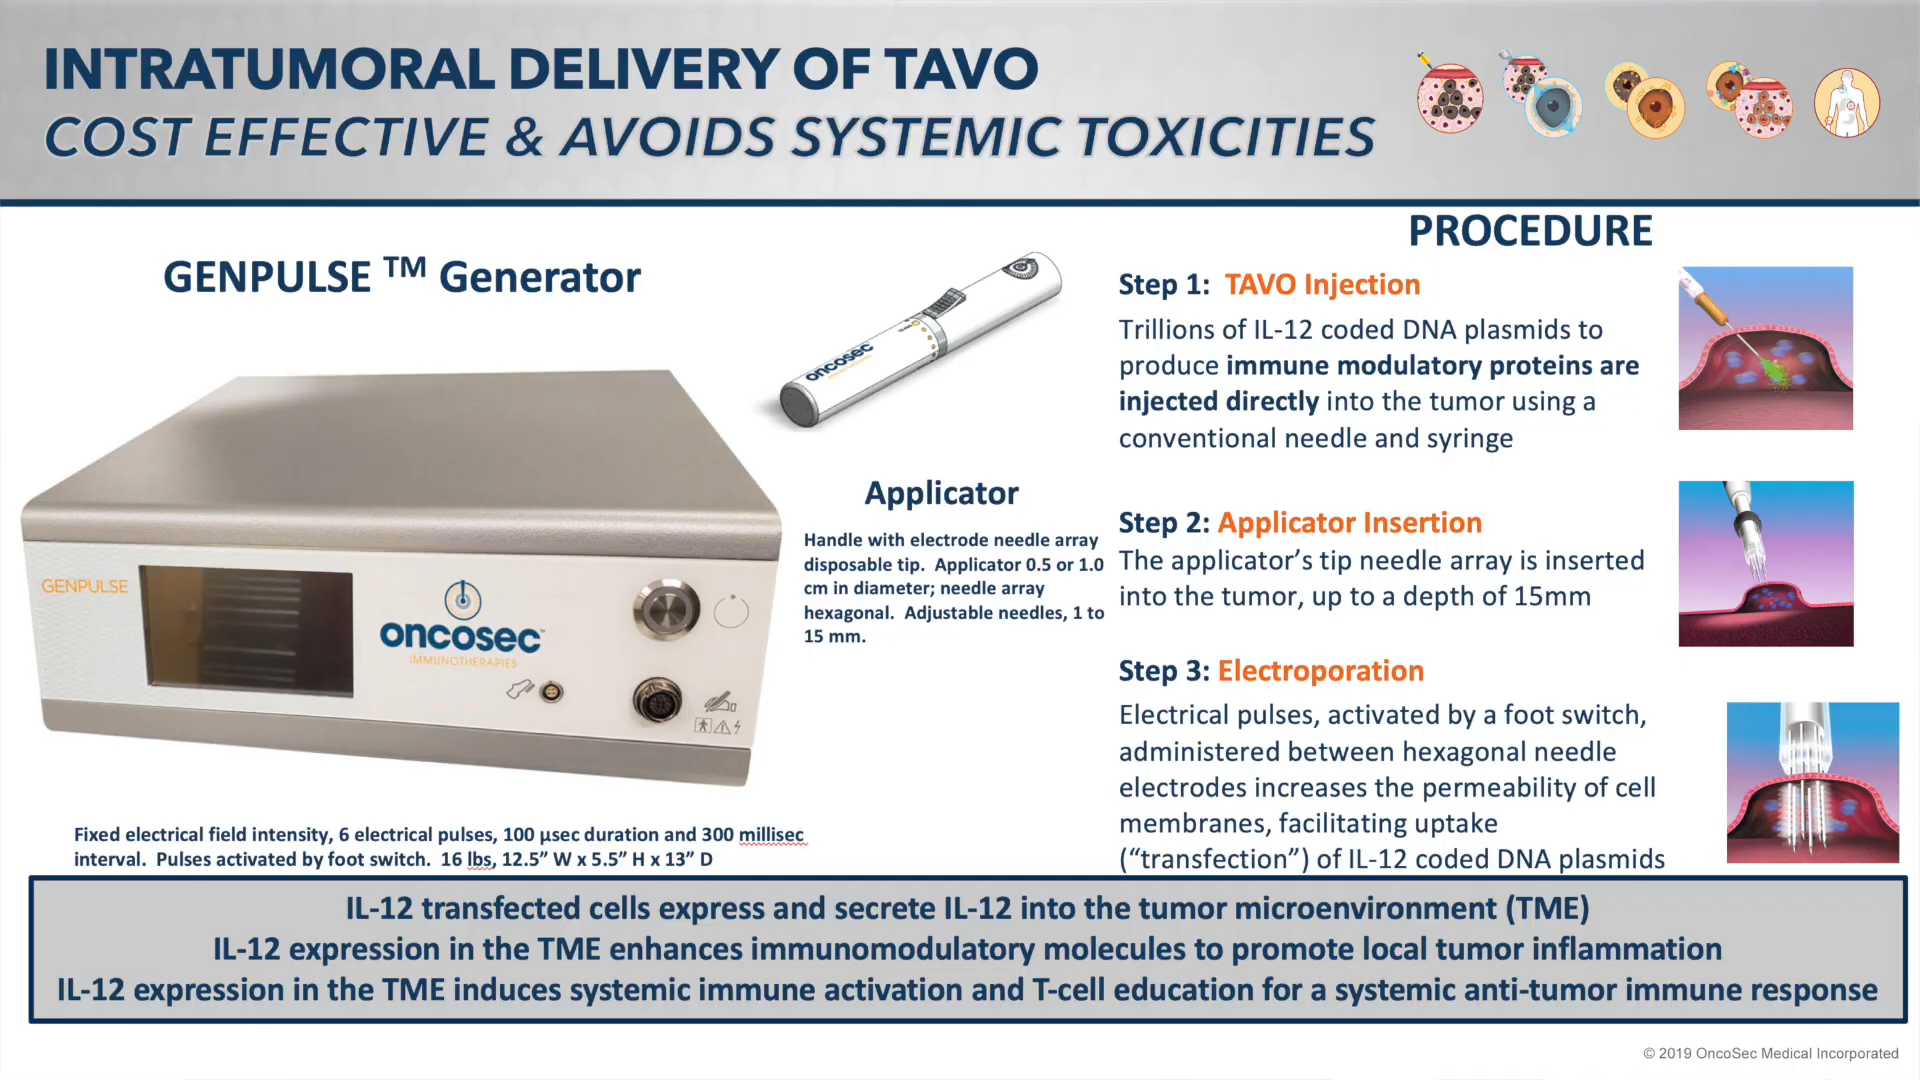 INTRATUMORAL DELIVERY OF TAVO
COST EFFECTIVE & AVOIDS SYSTEMIC TOXICITIES
GENPULSE ™ Generator
GENPULSE
oncosec
IMMUNOTHERAPIES
Fixed electrical field intensity, 6 electrical pulses, 100 µsec duration and 300 millisec
interval. Pulses activated by foot switch. 16 lbs, 12.5” W x 5.5” H x 13” D
oncosec
Applicator
Handle with electrode needle array
disposable tip. Applicator 0.5 or 1.0
cm in diameter; needle array
hexagonal. Adjustable needles, 1 to
15 mm.
PROCEDURE
Step 1: TAVO Injection
Trillions of IL-12 coded DNA plasmids to
produce immune modulatory proteins are
injected directly into the tumor using a
conventional needle and syringe
Step 2: Applicator Insertion
The applicator’s tip needle array is inserted
into the tumor, up to a depth of 15mm
Step 3: Electroporation
Electrical pulses, activated by a foot switch,
administered between hexagonal needle
electrodes increases the permeability of cell
membranes, facilitating uptake
(“transfection”) of IL-12 coded DNA plasmids
IL-12 transfected cells express and secrete IL-12 into the tumor microenvironment (TME)
IL-12 expression in the TME enhances immunomodulatory molecules to promote local tumor inflammation
IL-12 expression in the TME induces systemic immune activation and T-cell education for a systemic anti-tumor immune response
© 2019 OncoSec Medical Incorporated